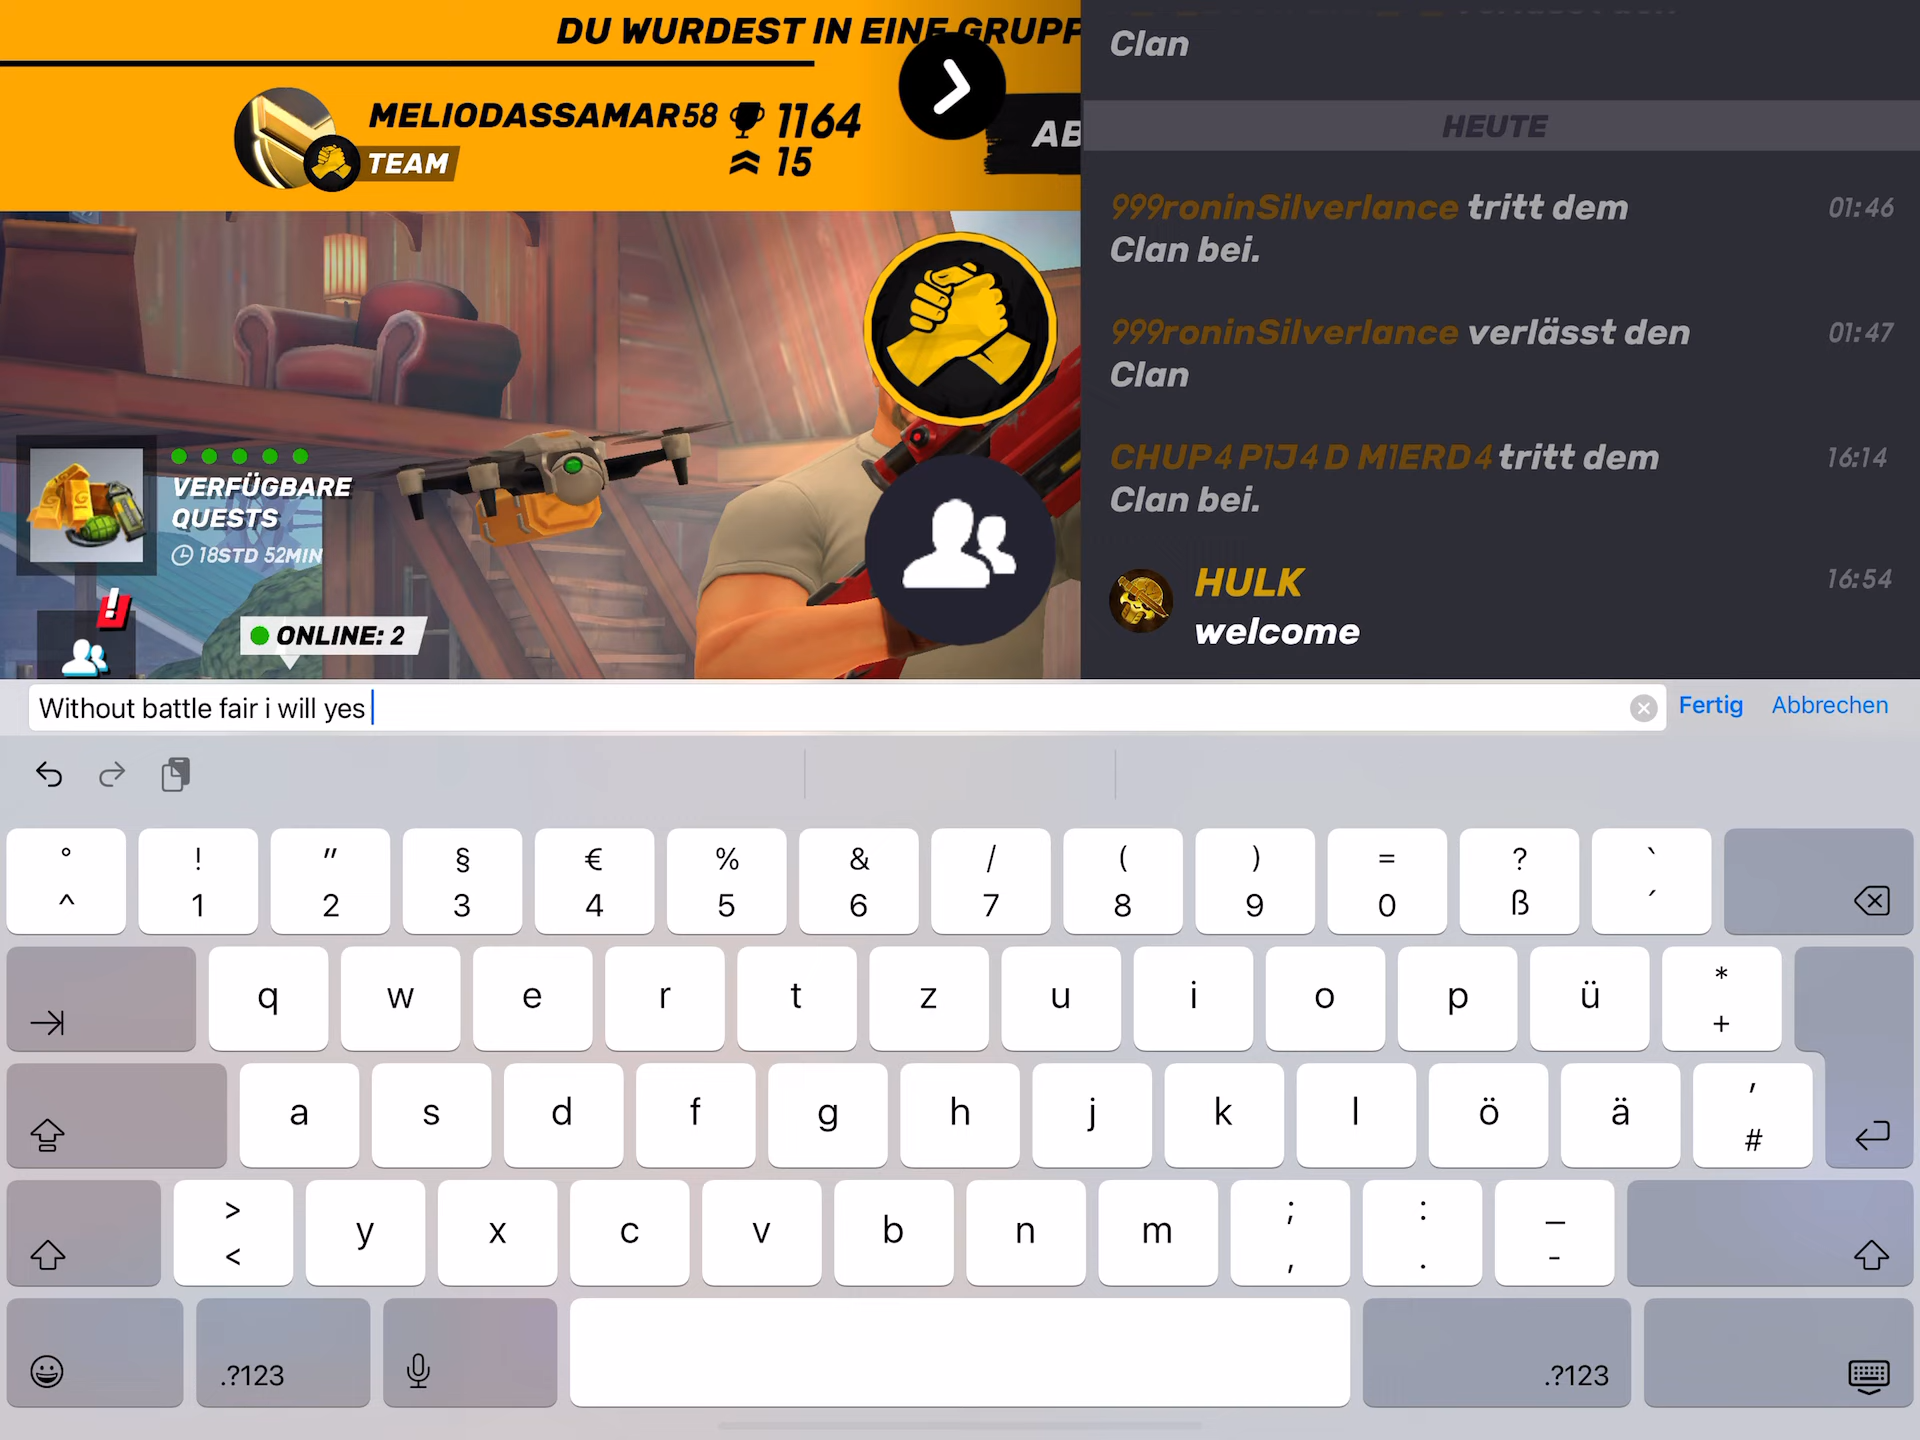 DU WURDEST IN EINE GRUPP
MELIODASSAMAR58 1164
TEAM 15
AB
Clan
HEUTE
999roninSilverlance tritt dem 01:46
Clan bei.
999roninSilverlance verlässt den 01:47
Clan
CHUP4 P1J4 D M1ERD4 tritt dem 16:14
Clan bei.
HULK 16:54
welcome
VERFÜGBARE
QUESTS
18STD 52MIN
ONLINE: 2
Without battle fair i will yes
Fertig Abbrechen
° ! " § € % & / ( ) = ? `
^ 1 2 3 4 5 6 7 8 9 0 ß ´
q w e r t z u i o p ü * +
a s d f g h j k l ö ä ' #
> < y x c v b n m ; , : . _ -
.?123 .?123